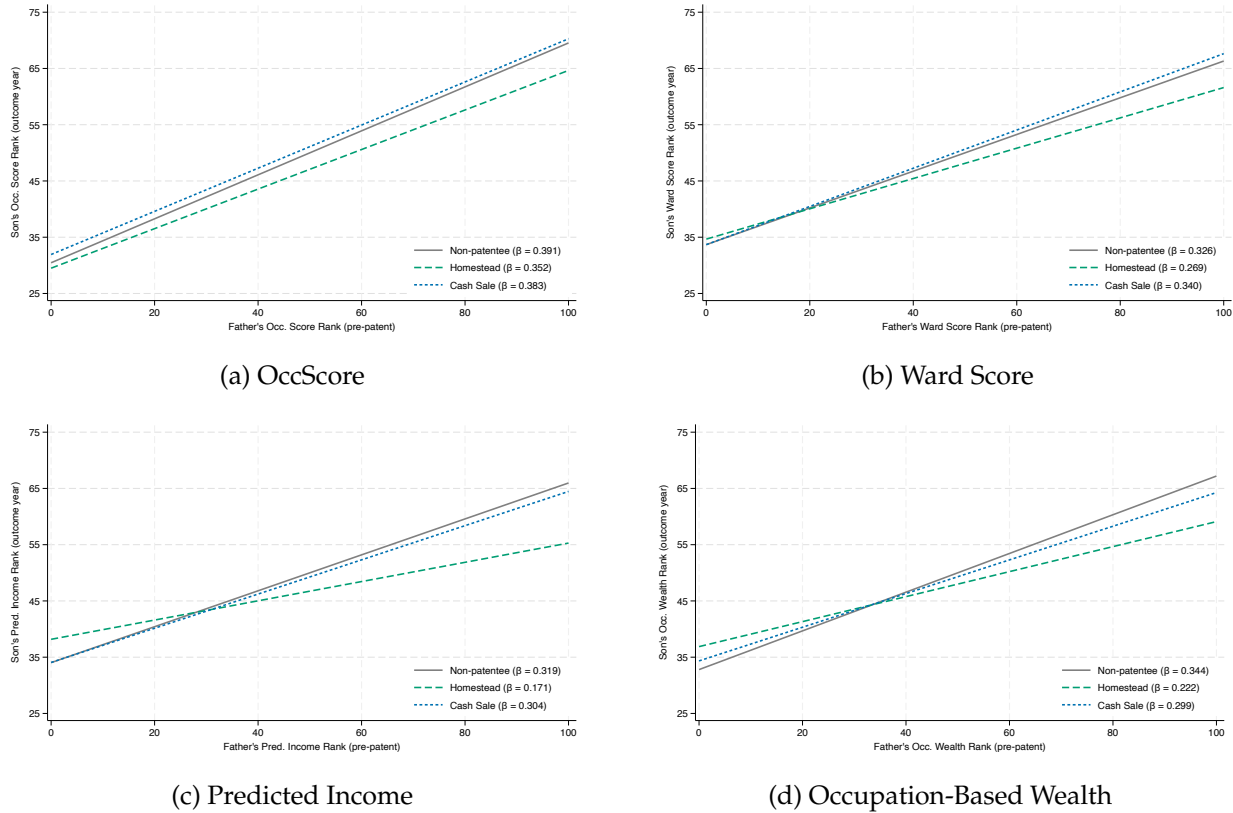 75
65
55
45
35
25
Son's Occ. Score Rank (outcome year)
Non-patentee (β = 0.391)
Homestead (β = 0.352)
Cash Sale (β = 0.383)
0 20 40 60 80 100
Father's Occ. Score Rank (pre-patent)
(a) OccScore
75
65
55
45
35
25
Son's Ward Score Rank (outcome year)
Non-patentee (β = 0.326)
Homestead (β = 0.269)
Cash Sale (β = 0.340)
0 20 40 60 80 100
Father's Ward Score Rank (pre-patent)
(b) Ward Score
75
65
55
45
35
25
Son's Pred. Income Rank (outcome year)
Non-patentee (β = 0.319)
Homestead (β = 0.171)
Cash Sale (β = 0.304)
0 20 40 60 80 100
Father's Pred. Income Rank (pre-patent)
(c) Predicted Income
75
65
55
45
35
25
Son's Occ. Wealth Rank (outcome year)
Non-patentee (β = 0.344)
Homestead (β = 0.222)
Cash Sale (β = 0.299)
0 20 40 60 80 100
Father's Occ. Wealth Rank (pre-patent)
(d) Occupation-Based Wealth